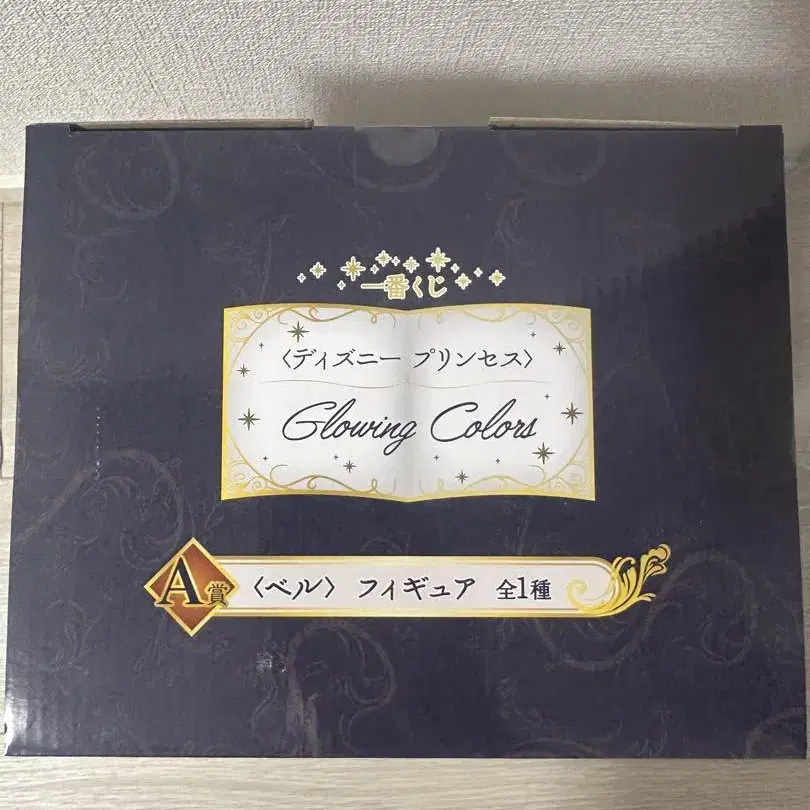 一番くじ
〈ディズニー プリンセス〉
Glowing Colors
A賞 〈ベル〉 フィギュア 全1種